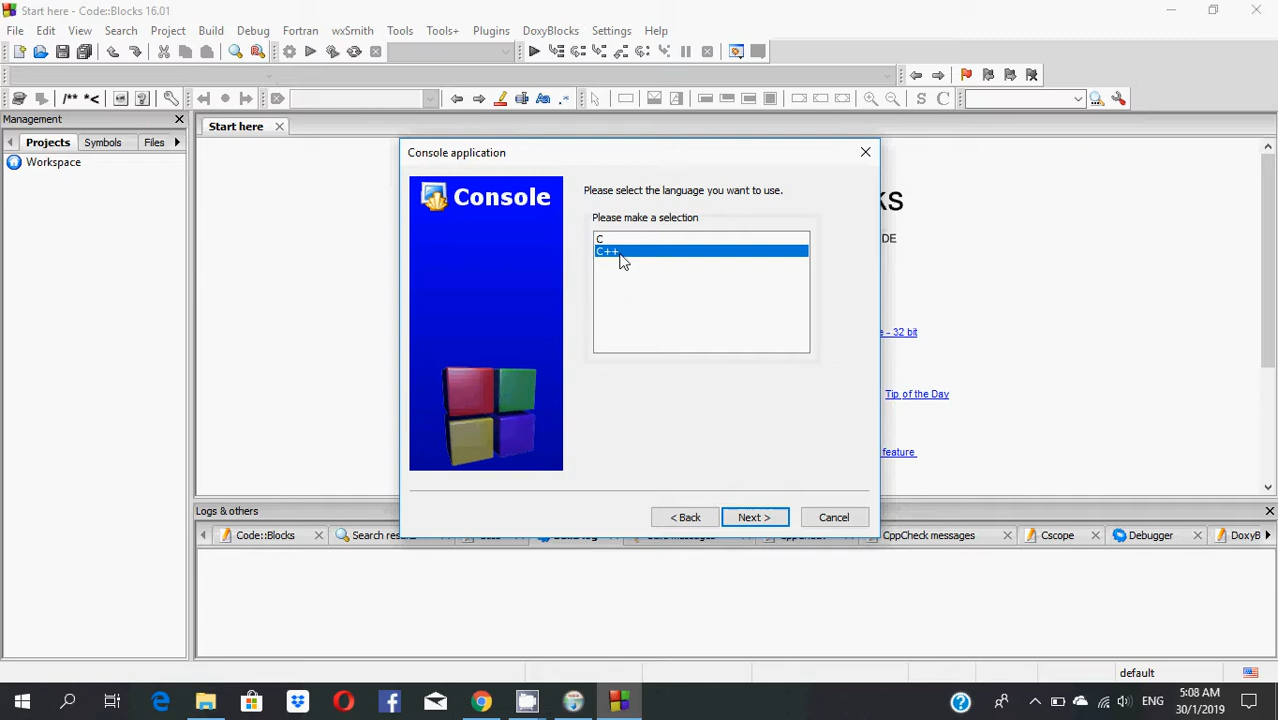 Start here - Code::Blocks 16.01
File Edit View Search Project Build Debug Fortran wxSmith Tools Tools+ Plugins DoxyBlocks Settings Help
/** *<
S C
Management
Projects Symbols Files
Workspace
Start here
Console application
Console
Please select the language you want to use.
Please make a selection
C
C++
< Back Next > Cancel
KS
DE
e - 32 bit
Tip of the Day
feature
Logs & others
Code::Blocks Search res CppCheck messages Cscope Debugger DoxyB
default
ENG
5:08 AM
30/1/2019